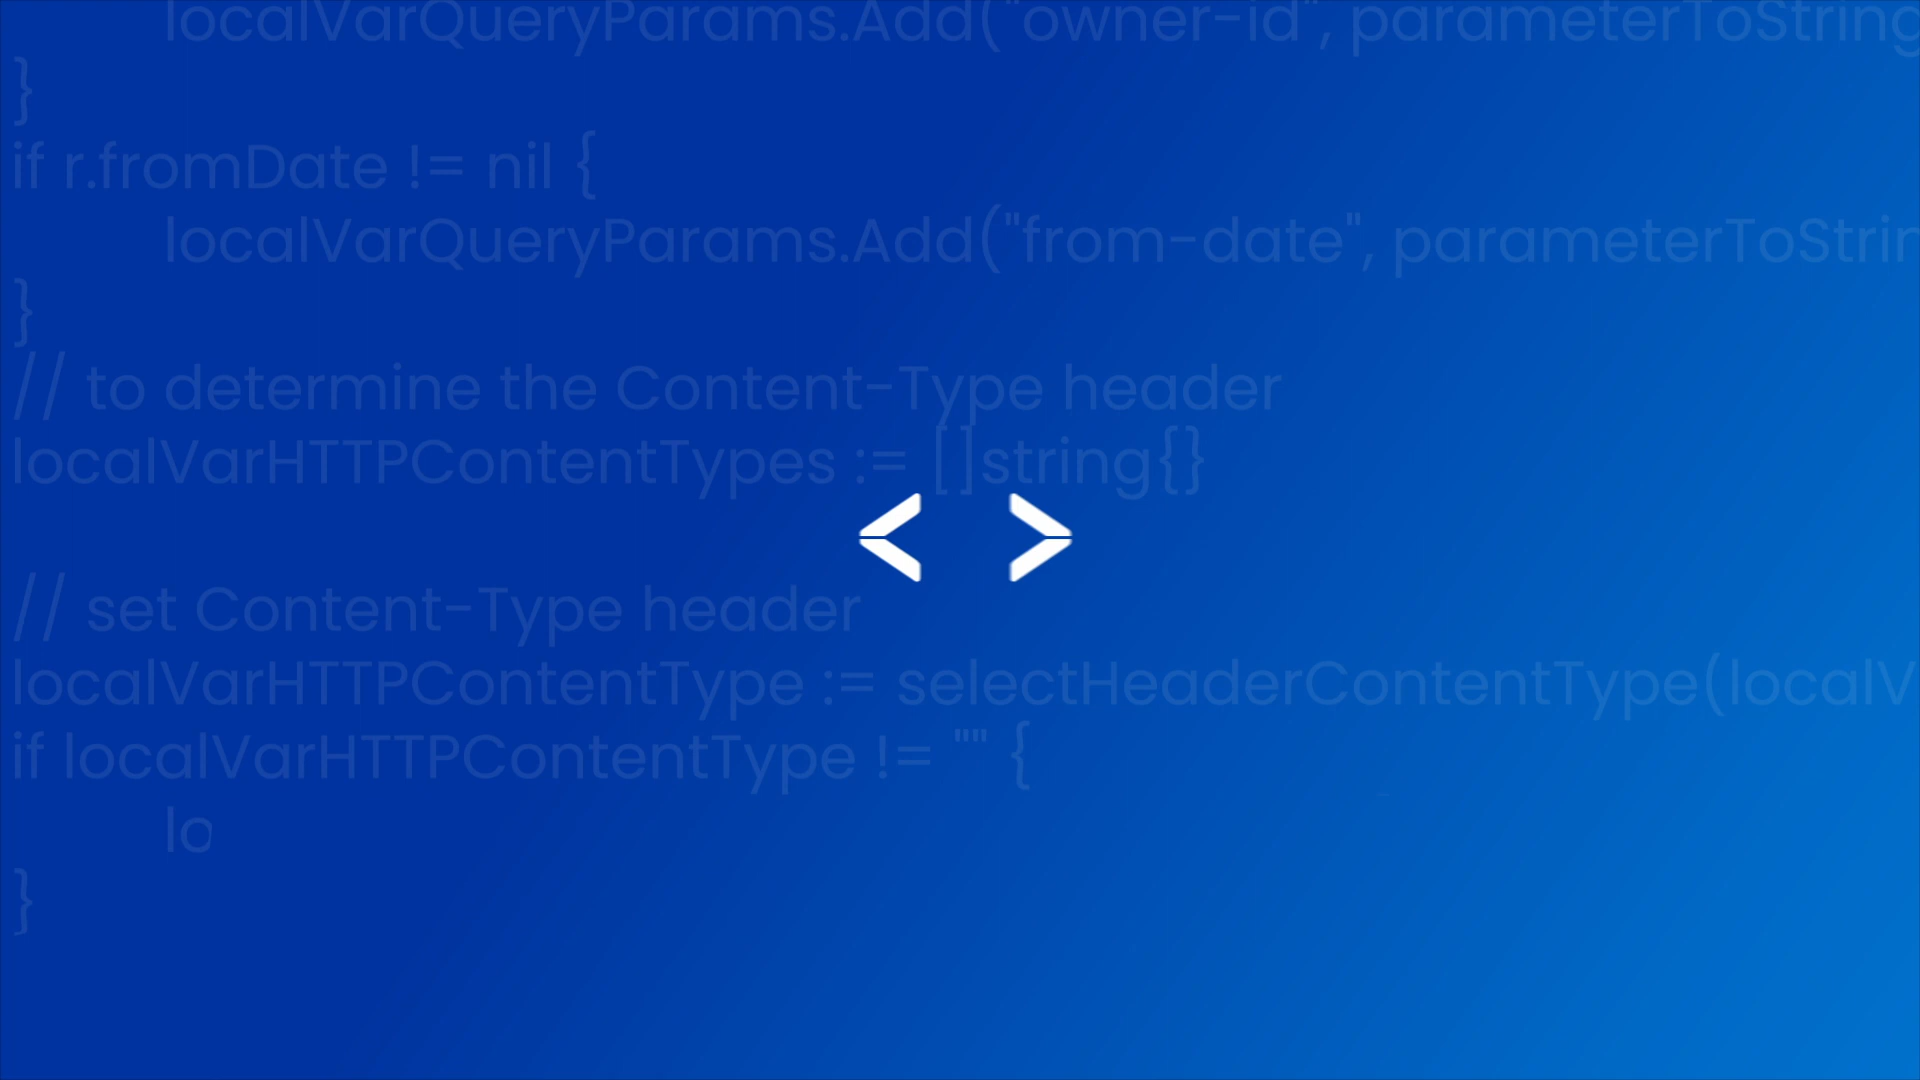 localVarQueryParams.Add("owner-id", parameterToString
}
if r.fromDate != nil {
localVarQueryParams.Add("from-date", parameterToStrin
}
// to determine the Content-Type header
localVarHTTPContentTypes := []string{}
< >
// set Content-Type header
localVarHTTPContentType := selectHeaderContentType(localV
if localVarHTTPContentType != "" {
lo
}